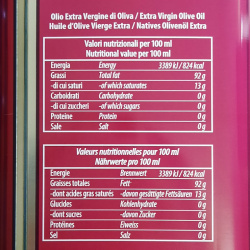 Olio Extra Vergine di Oliva / Extra Virgin Olive Oil
Huile d'Olive Vierge Extra / Natives Olivenöl Extra
Valori nutrizionali per 100 ml
Nutritional value per 100 ml
Energia Energy 3389 kJ / 824 kcal
Grassi Total fat 92 g
-di cui saturi -of which saturates 13 g
Carboidrati Carbohydrate 0 g
-di cui zuccheri -of which sugars 0 g
Proteine Protein 0 g
Sale Salt 0 g
Valeurs nutritionnelles pour 100 ml
Nährwerte pro 100 ml
Energie Brennwert 3389 kJ / 824 kcal
Graisses totales Fett 92 g
-dont acides gras saturés -davon gesättigte Fettsäuren 13 g
Glucides Kohlenhydrate 0 g
-dont sucres -davon Zucker 0 g
Protéines Eiweiss 0 g
Sel Salz 0 g